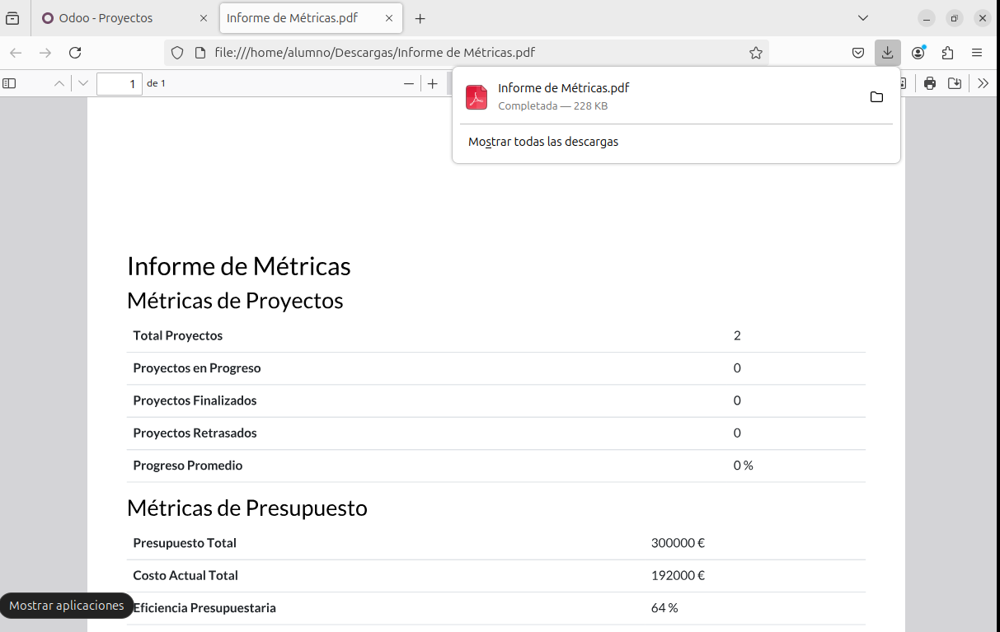 Odoo - Proyectos
Informe de Métricas.pdf
file:///home/alumno/Descargas/Informe de Métricas.pdf
1 de 1
Informe de Métricas.pdf
Completada — 228 KB
Mostrar todas las descargas
Informe de Métricas
Métricas de Proyectos
Total Proyectos 2
Proyectos en Progreso 0
Proyectos Finalizados 0
Proyectos Retrasados 0
Progreso Promedio 0 %
Métricas de Presupuesto
Presupuesto Total 300000 €
Costo Actual Total 192000 €
Mostrar aplicaciones
Eficiencia Presupuestaria 64 %